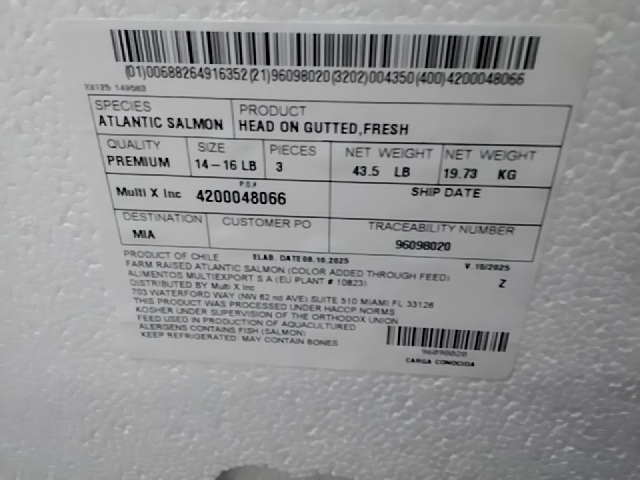 (01)00688264916352(21)96098020(3202)004350(400)4200048066
SPECIES PRODUCT
ATLANTIC SALMON HEAD ON GUTTED,FRESH
QUALITY SIZE PIECES NET WEIGHT NET WEIGHT
PREMIUM 14-16 LB 3 43.5 LB 19.73 KG
P.O.# SHIP DATE
Multi X Inc 4200048066
DESTINATION CUSTOMER PO TRACEABILITY NUMBER
MIA 96098020
PRODUCT OF CHILE ELAB. DATE 08.10.2025 V.10/2025
FARM RAISED ATLANTIC SALMON (COLOR ADDED THROUGH FEED) Z
ALIMENTOS MULTIEXPORT S A (EU PLANT # 10823)
DISTRIBUTED BY Multi X Inc
703 WATERFORD WAY (NW 62 nd AVE) SUITE 510 MIAMI FL 33126
THIS PRODUCT WAS PROCESSED UNDER HACCP NORMS
KOSHER UNDER SUPERVISION OF THE ORTHODOX UNION
FEED USED IN PRODUCTION OF AQUACULTURED
ALERGENS CONTAINS FISH (SALMON)
KEEP REFRIGERATED MAY CONTAIN BONES
96098020
CARGA CONOCIDA